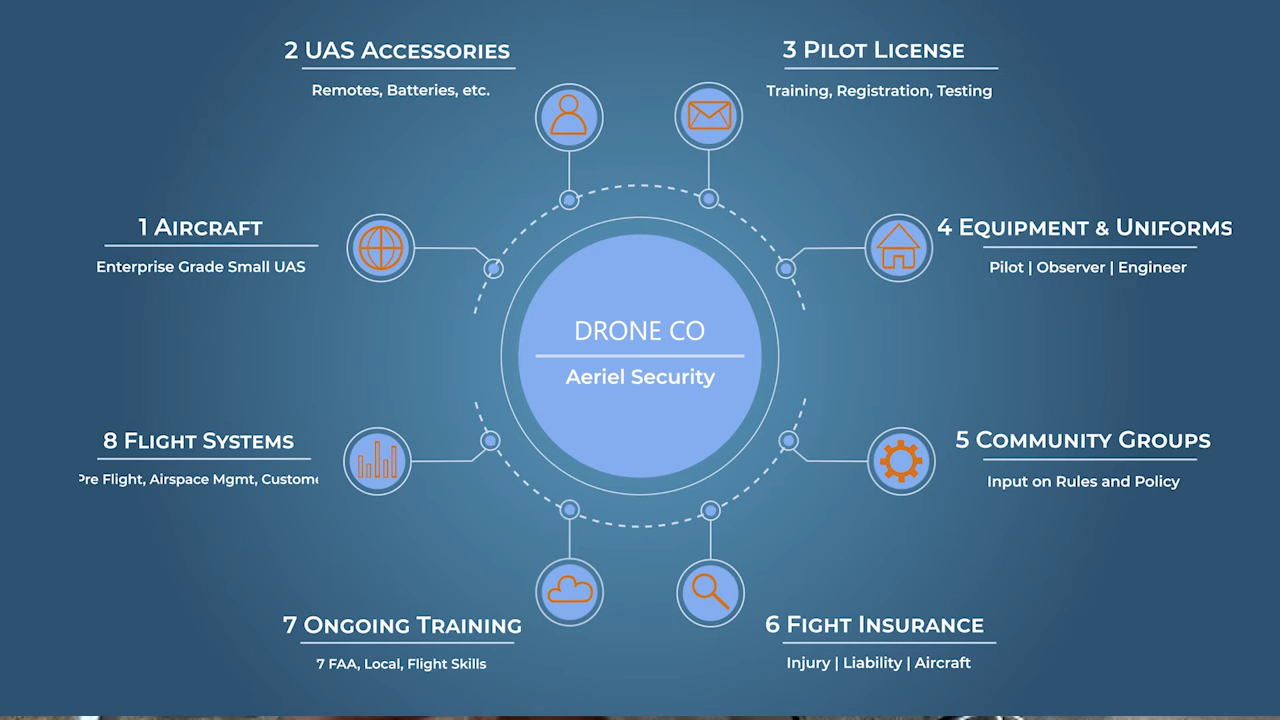 2 UAS Accessories
Remotes, Batteries, etc.
3 Pilot License
Training, Registration, Testing
1 Aircraft
Enterprise Grade Small UAS
4 Equipment & Uniforms
Pilot | Observer | Engineer
DRONE CO
Aeriel Security
8 Flight Systems
Pre Flight, Airspace Mgmt, Custome
5 Community Groups
Input on Rules and Policy
7 Ongoing Training
7 FAA, Local, Flight Skills
6 Fight Insurance
Injury | Liability | Aircraft